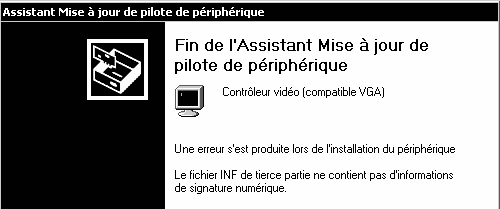 Assistant Mise à jour de pilote de périphérique
Fin de l'Assistant Mise à jour de
pilote de périphérique
Contrôleur vidéo (compatible VGA)
Une erreur s'est produite lors de l'installation du périphérique
Le fichier INF de tierce partie ne contient pas d'informations
de signature numérique.